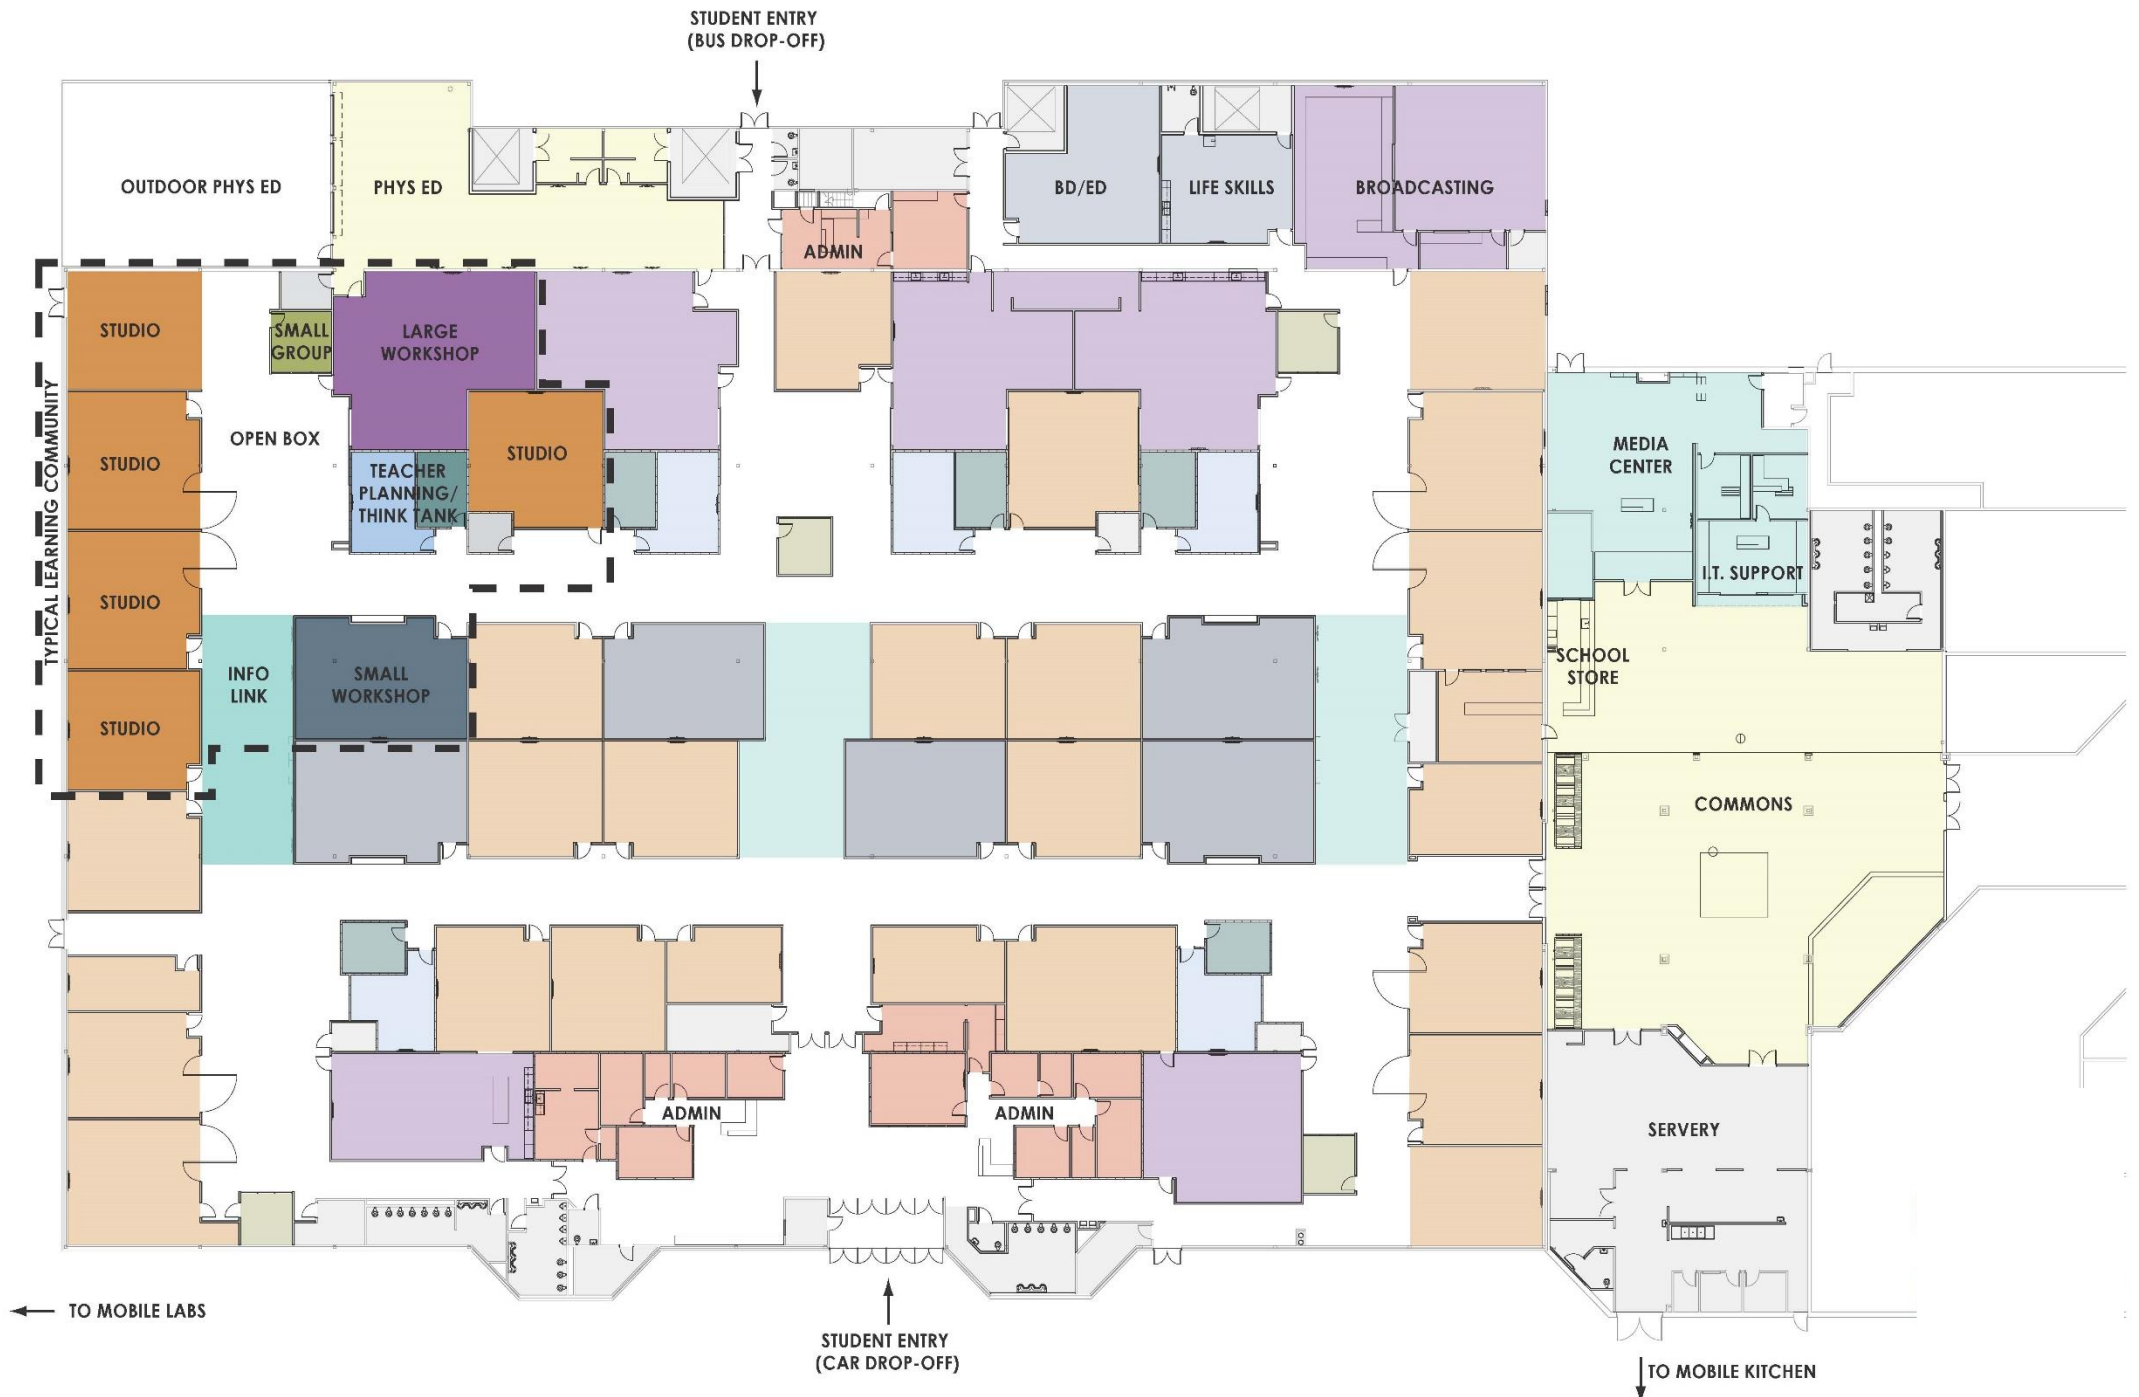 STUDENT ENTRY
(BUS DROP-OFF)
OUTDOOR PHYS ED
PHYS ED
BD/ED
LIFE SKILLS
BROADCASTING
ADMIN
TYPICAL LEARNING COMMUNITY
STUDIO
SMALL
GROUP
LARGE
WORKSHOP
STUDIO
OPEN BOX
STUDIO
TEACHER
PLANNING/
THINK TANK
MEDIA
CENTER
STUDIO
I.T. SUPPORT
INFO
LINK
SMALL
WORKSHOP
SCHOOL
STORE
STUDIO
COMMONS
ADMIN
ADMIN
SERVERY
TO MOBILE LABS
STUDENT ENTRY
(CAR DROP-OFF)
TO MOBILE KITCHEN